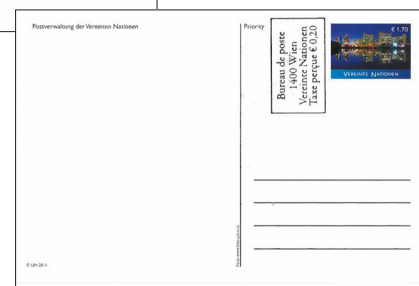 Postverwaltung der Vereinten Nationen
Priority
Bureau de poste
1400 Wien
Vereinte Nationen
Taxe perçue € 0,20
€ 1,70
VEREINTE NATIONEN
© UN 2011